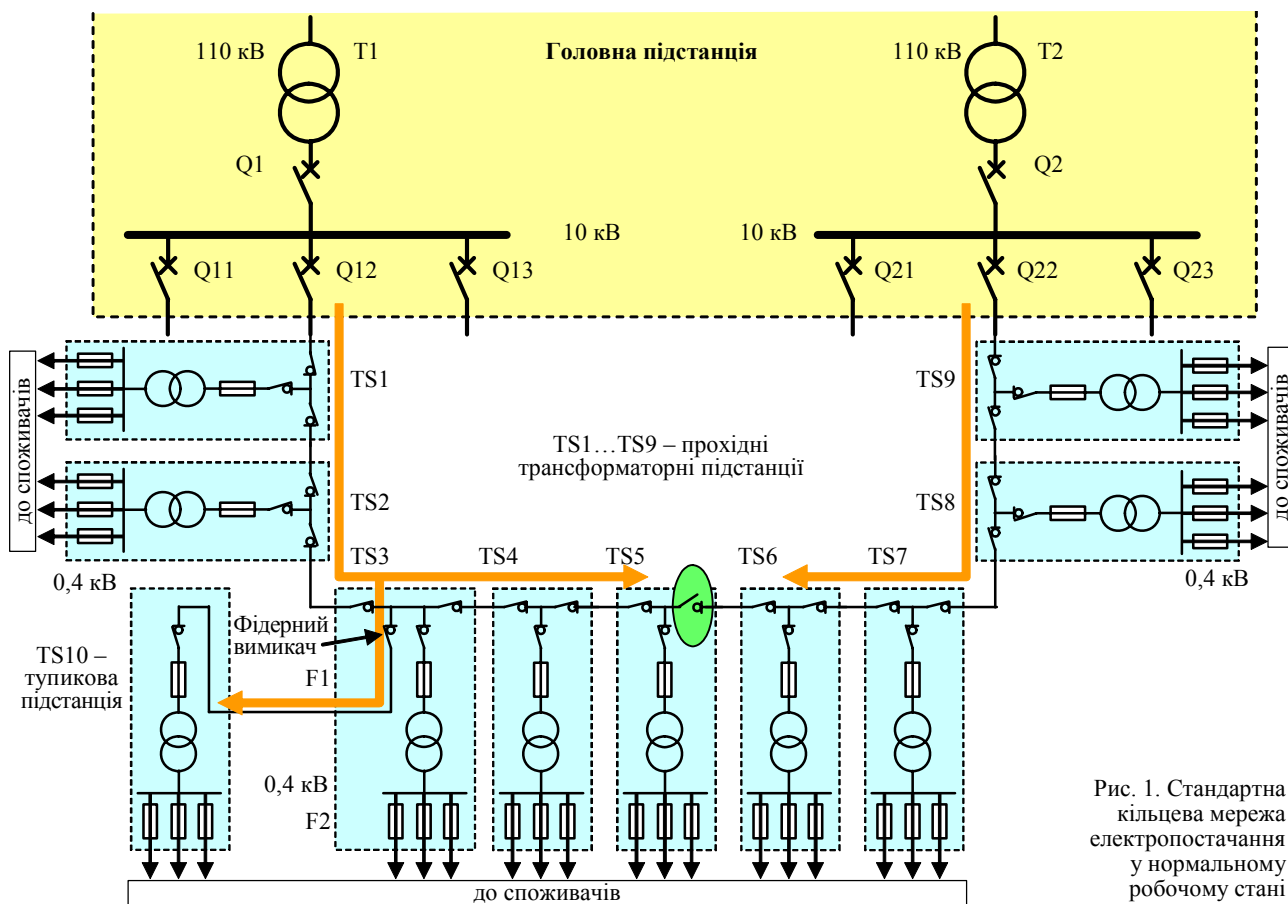 110 кВ
T1
Головна підстанція
110 кВ
T2
Q1
Q2
10 кВ
10 кВ
Q11
Q12
Q13
Q21
Q22
Q23
до споживачів
TS1
TS9
до споживачів
TS1…TS9 – прохідні
трансформаторні підстанції
TS2
TS8
TS3
TS4
TS5
TS6
TS7
0,4 кВ
0,4 кВ
Фідерний
вимикач
TS10 –
тупикова
підстанція
F1
0,4 кВ
F2
Рис. 1. Стандартна
кільцева мережа
електропостачання
у нормальному
робочому стані
до споживачів